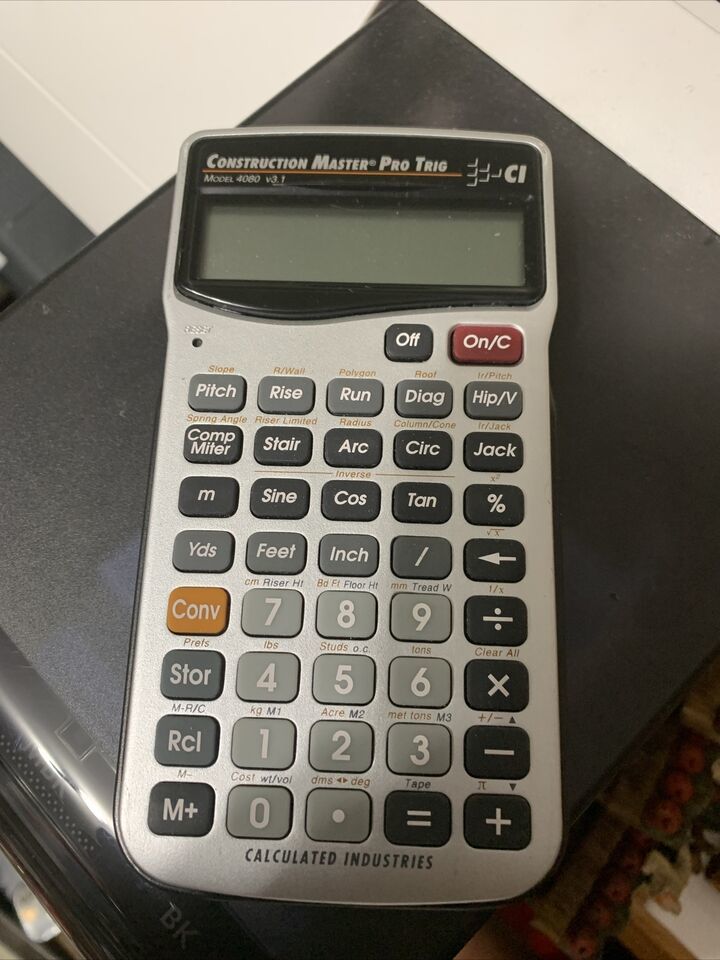 CONSTRUCTION MASTER® PRO TRIG
MODEL 4080 v3.1
CI
RESET
Off On/C
Slope R/Wall Polygon Roof Ir/Pitch
Pitch Rise Run Diag Hip/V
Spring Angle Riser Limited Radius Column/Cone Ir/Jack
Comp Miter Stair Arc Circ Jack
Inverse x²
m Sine Cos Tan %
√x
Yds Feet Inch / ←
cm Riser Ht Bd Ft Floor Ht mm Tread W 1/x
Conv 7 8 9 ÷
Prefs lbs Studs o.c. tons Clear All
Stor 4 5 6 ×
M-R/C kg M1 Acre M2 met tons M3 +/− ▲
Rcl 1 2 3 −
M− Cost wt/vol dms ◄► deg Tape π ▼
M+ 0 • = +
CALCULATED INDUSTRIES
BK